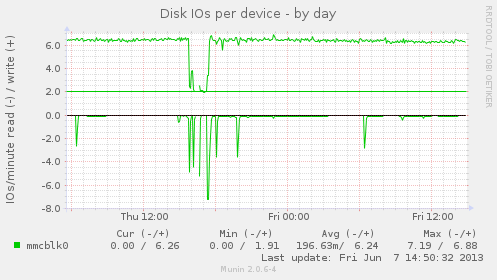 Disk IOs per device - by day
RRDTOOL / TOBI OETIKER
IOs/minute read (-) / write (+)
6.0
4.0
2.0
0.0
-2.0
-4.0
-6.0
-8.0
Thu 12:00 Fri 00:00 Fri 12:00
Cur (-/+) Min (-/+) Avg (-/+) Max (-/+)
mmcblk0 0.00 / 6.26 0.00 / 1.91 196.63m/ 6.24 7.19 / 6.88
Last update: Fri Jun 7 14:50:32 2013
Munin 2.0.6-4